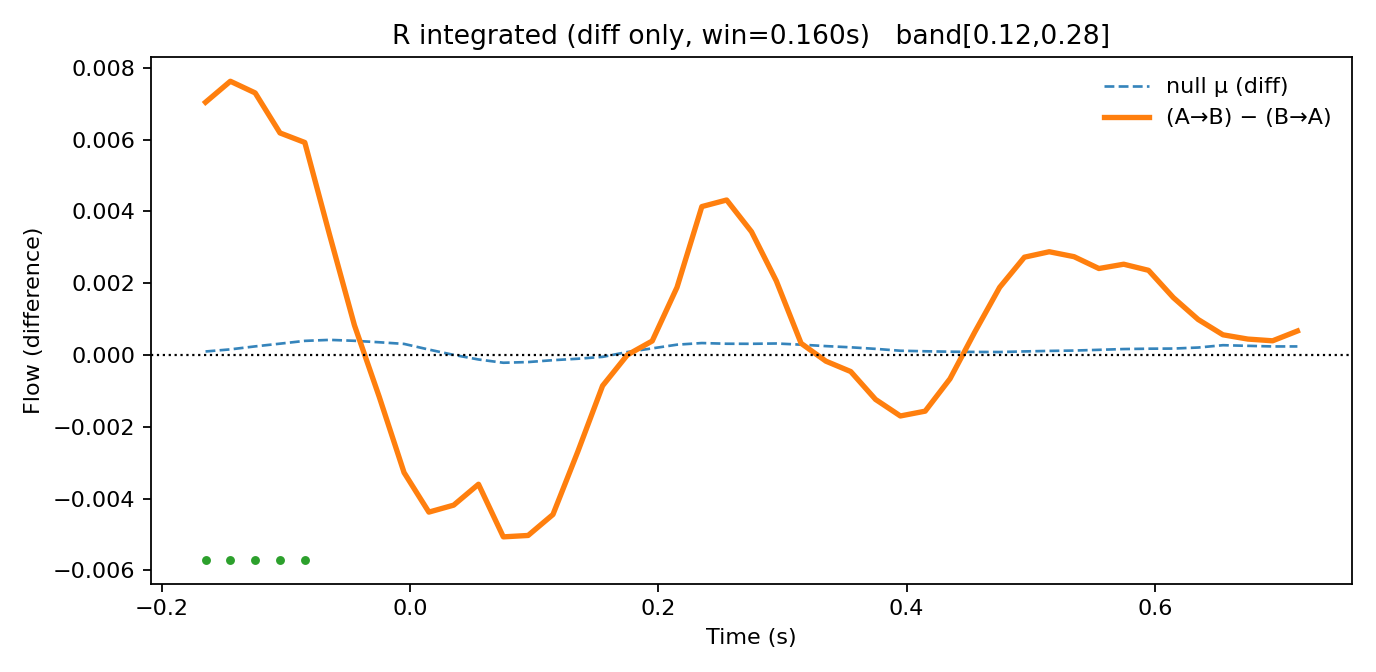 R integrated (diff only, win=0.160s)   band[0.12,0.28]
null μ (diff)
(A→B) − (B→A)
Flow (difference)
0.008
0.006
0.004
0.002
0.000
−0.002
−0.004
−0.006
−0.2
0.0
0.2
0.4
0.6
Time (s)